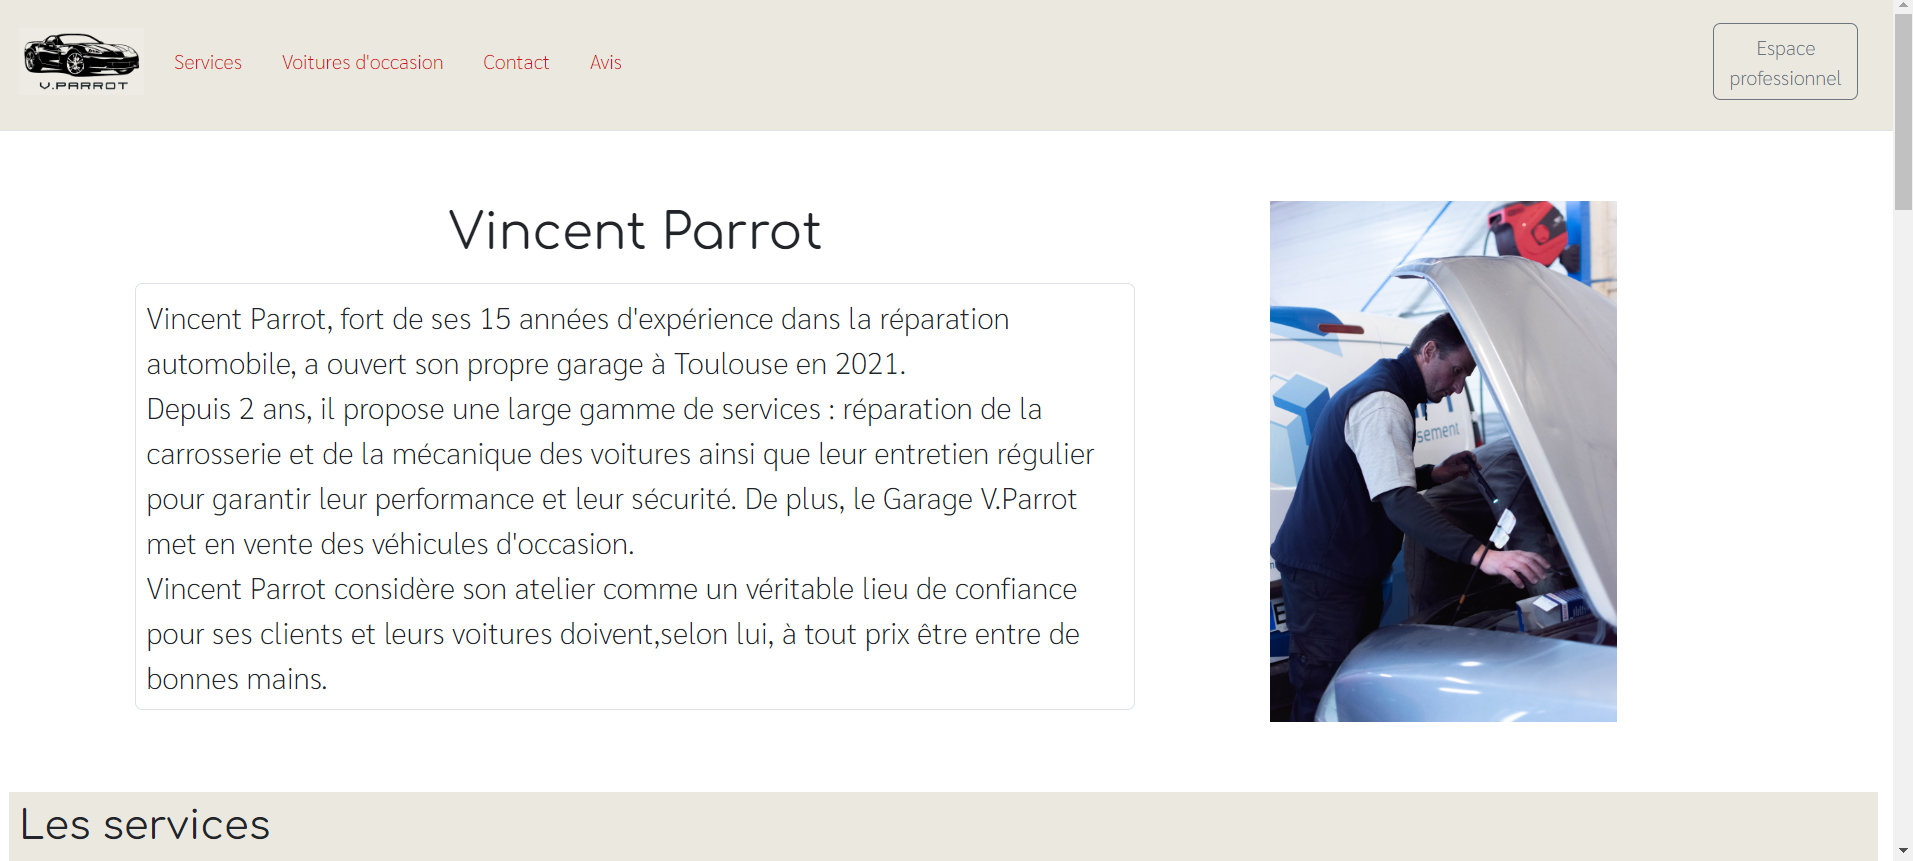 V.PARROT
Services
Voitures d'occasion
Contact
Avis
Espace
professionnel
Vincent Parrot
Vincent Parrot, fort de ses 15 années d'expérience dans la réparation
automobile, a ouvert son propre garage à Toulouse en 2021.
Depuis 2 ans, il propose une large gamme de services : réparation de la
carrosserie et de la mécanique des voitures ainsi que leur entretien régulier
pour garantir leur performance et leur sécurité. De plus, le Garage V.Parrot
met en vente des véhicules d'occasion.
Vincent Parrot considère son atelier comme un véritable lieu de confiance
pour ses clients et leurs voitures doivent,selon lui, à tout prix être entre de
bonnes mains.
Les services